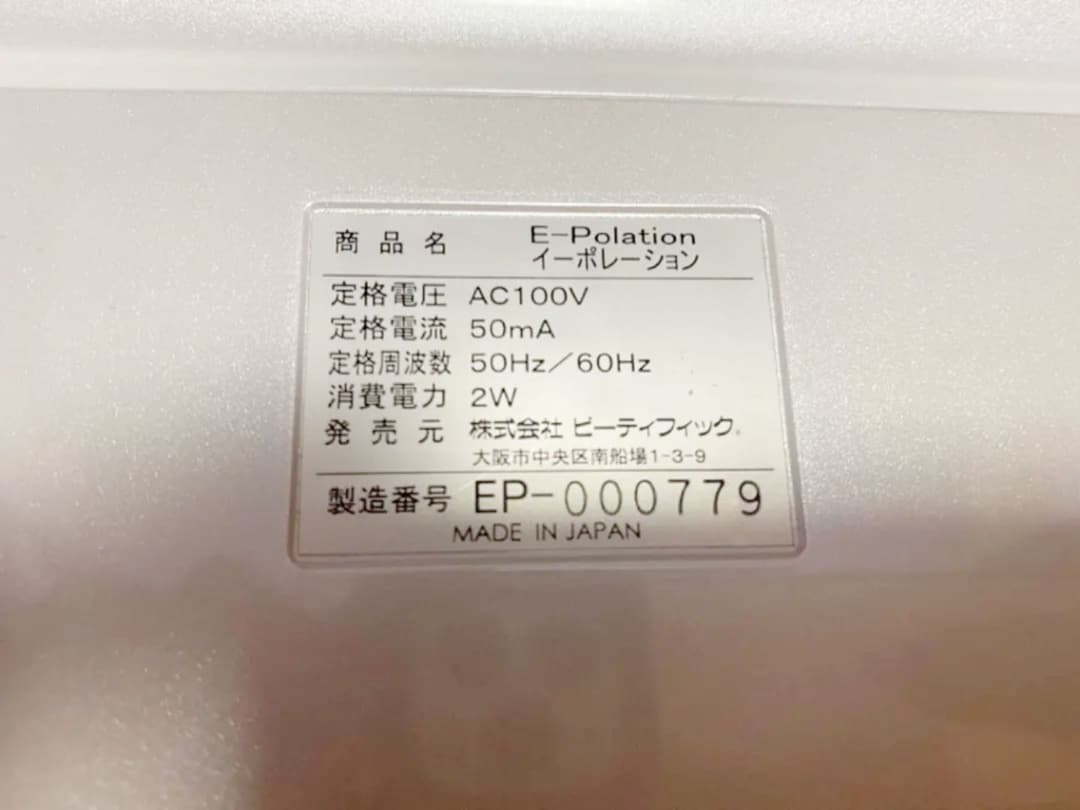 商品名 E-Polation
イーポレーション
定格電圧 AC100V
定格電流 50mA
定格周波数 50Hz/60Hz
消費電力 2W
発売元 株式会社 ビーティフィック.
大阪市中央区南船場1-3-9
製造番号 EP-000779
MADE IN JAPAN